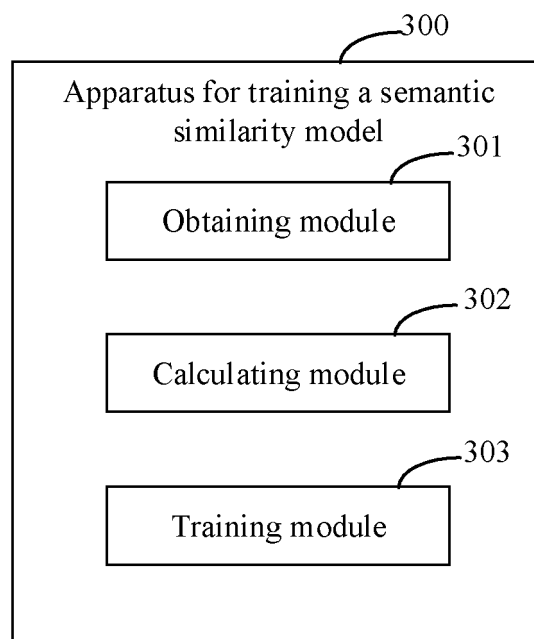 300
Apparatus for training a semantic
similarity model
301
Obtaining module
302
Calculating module
303
Training module